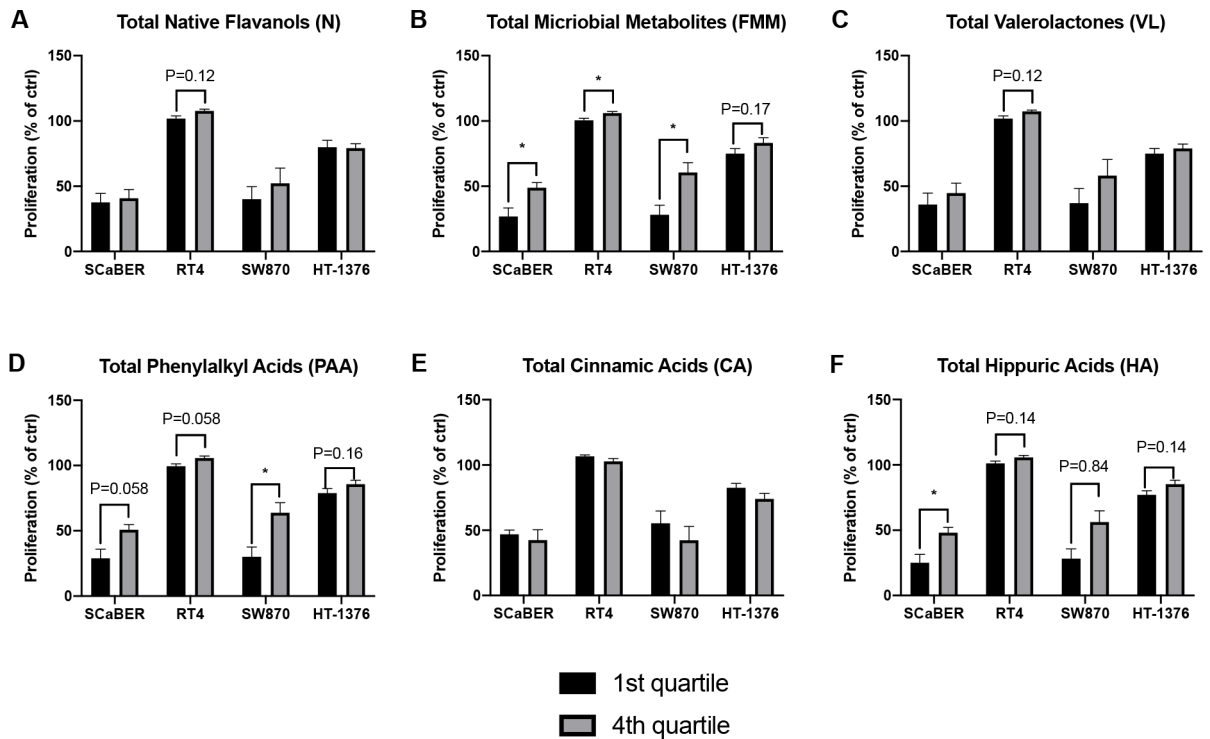 A
Total Native Flavanols (N)
Proliferation (% of ctrl)
150
100
50
0
P=0.12
SCaBER RT4 SW870 HT-1376
B
Total Micriobial Metabolites (FMM)
Proliferation (% of ctrl)
150
100
50
0
*
*
*
P=0.17
SCaBER RT4 SW870 HT-1376
C
Total Valerolactones (VL)
Proliferation (% of ctrl)
150
100
50
0
P=0.12
SCaBER RT4 SW870 HT-1376
D
Total Phenylalkyl Acids (PAA)
Proliferation (% of ctrl)
150
100
50
0
P=0.058
P=0.058
*
P=0.16
SCaBER RT4 SW870 HT-1376
E
Total Cinnamic Acids (CA)
Proliferation (% of ctrl)
150
100
50
0
SCaBER RT4 SW870 HT-1376
F
Total Hippuric Acids (HA)
Proliferation (% of ctrl)
150
100
50
0
*
P=0.14
P=0.84
P=0.14
SCaBER RT4 SW870 HT-1376
1st quartile
4th quartile